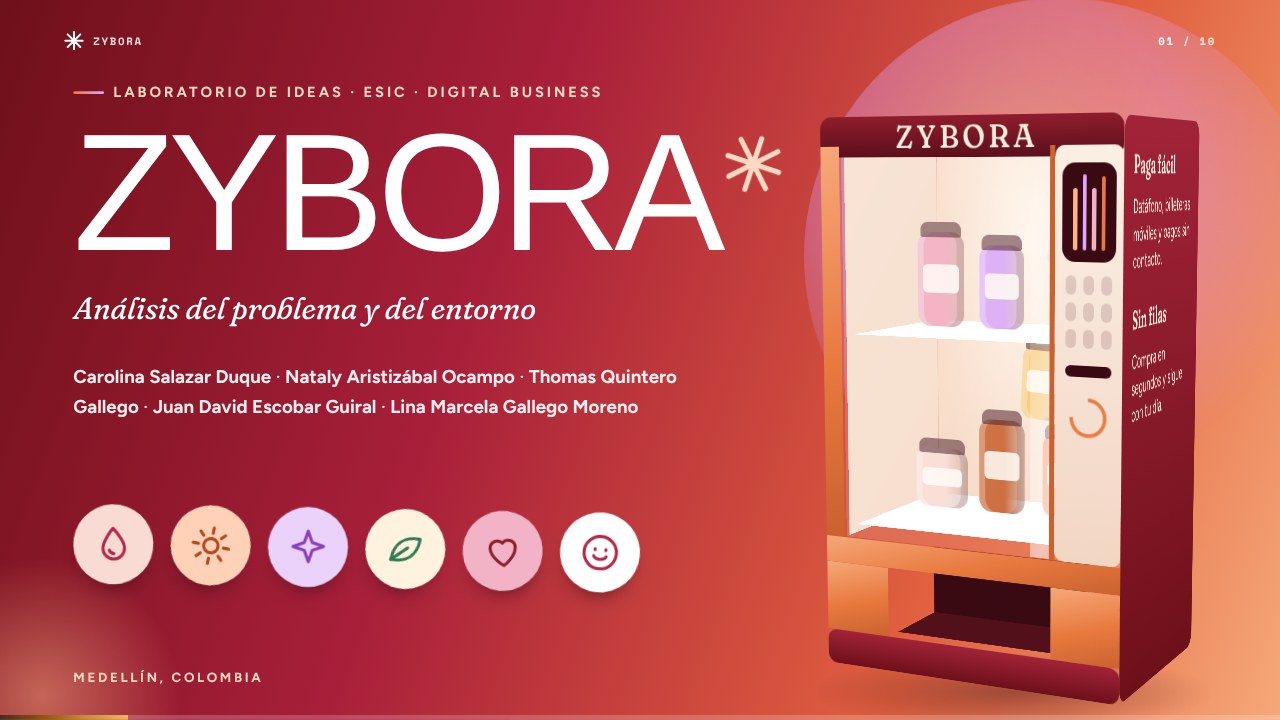 ZYBORA
01 / 10
LABORATORIO DE IDEAS · ESIC · DIGITAL BUSINESS
ZYBORA
Análisis del problema y del entorno
Carolina Salazar Duque · Nataly Aristizábal Ocampo · Thomas Quintero
Gallego · Juan David Escobar Guiral · Lina Marcela Gallego Moreno
MEDELLÍN, COLOMBIA
ZYBORA
Paga fácil
Datáfono, billeteras
móviles y pagos sin
contacto.
Sin filas
Compra en
segundos y sigue
con tu día.